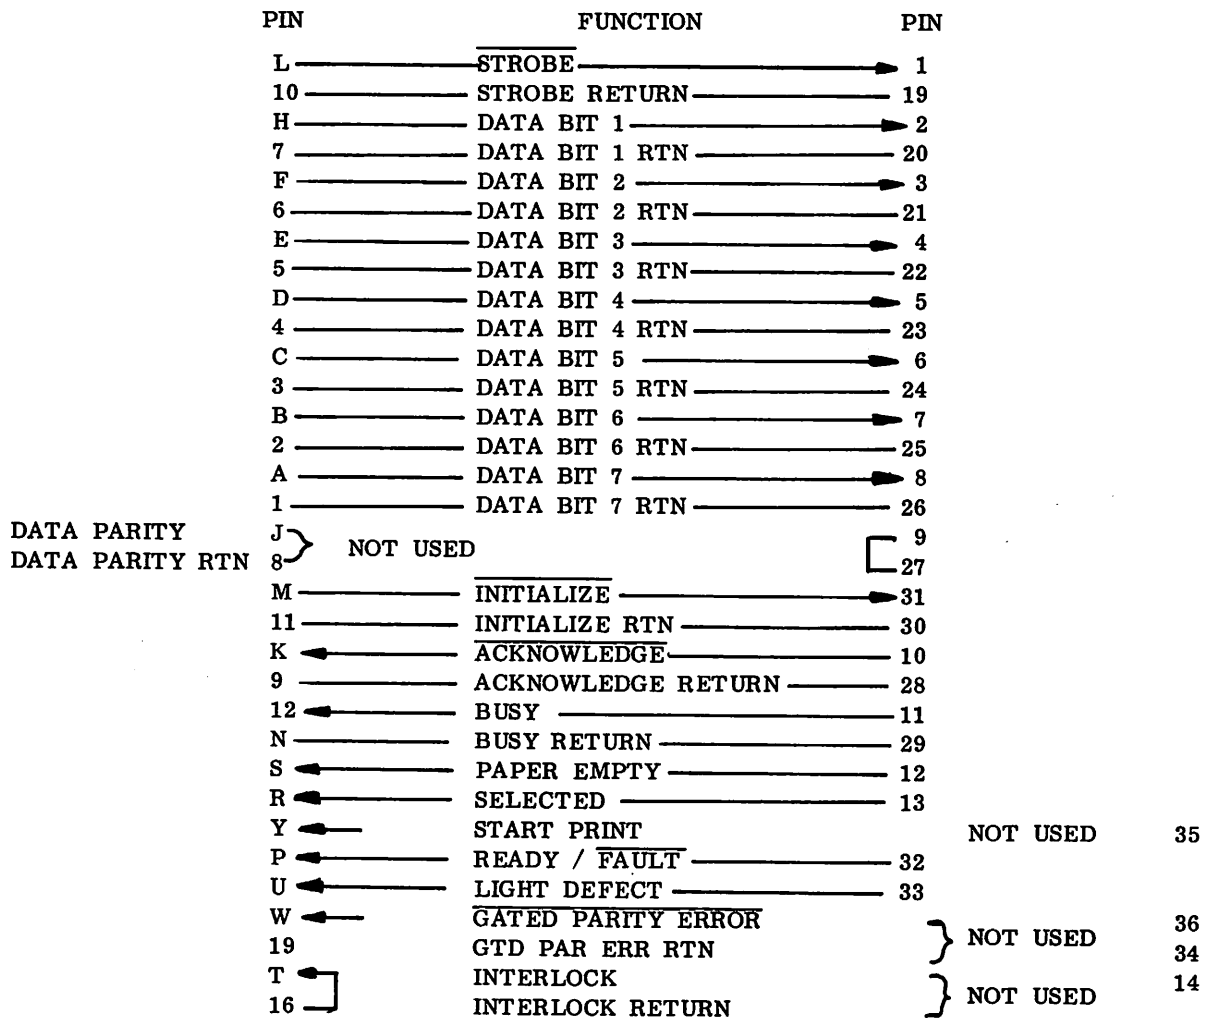 PIN FUNCTION PIN
L STROBE 1
10 STROBE RETURN 19
H DATA BIT 1 2
7 DATA BIT 1 RTN 20
F DATA BIT 2 3
6 DATA BIT 2 RTN 21
E DATA BIT 3 4
5 DATA BIT 3 RTN 22
D DATA BIT 4 5
4 DATA BIT 4 RTN 23
C DATA BIT 5 6
3 DATA BIT 5 RTN 24
B DATA BIT 6 7
2 DATA BIT 6 RTN 25
A DATA BIT 7 8
1 DATA BIT 7 RTN 26
DATA PARITY J 9
NOT USED
DATA PARITY RTN 8 27
M INITIALIZE 31
11 INITIALIZE RTN 30
K ACKNOWLEDGE 10
9 ACKNOWLEDGE RETURN 28
12 BUSY 11
N BUSY RETURN 29
S PAPER EMPTY 12
R SELECTED 13
Y START PRINT NOT USED 35
P READY / FAULT 32
U LIGHT DEFECT 33
W GATED PARITY ERROR 36
NOT USED
19 GTD PAR ERR RTN 34
T INTERLOCK 14
NOT USED
16 INTERLOCK RETURN